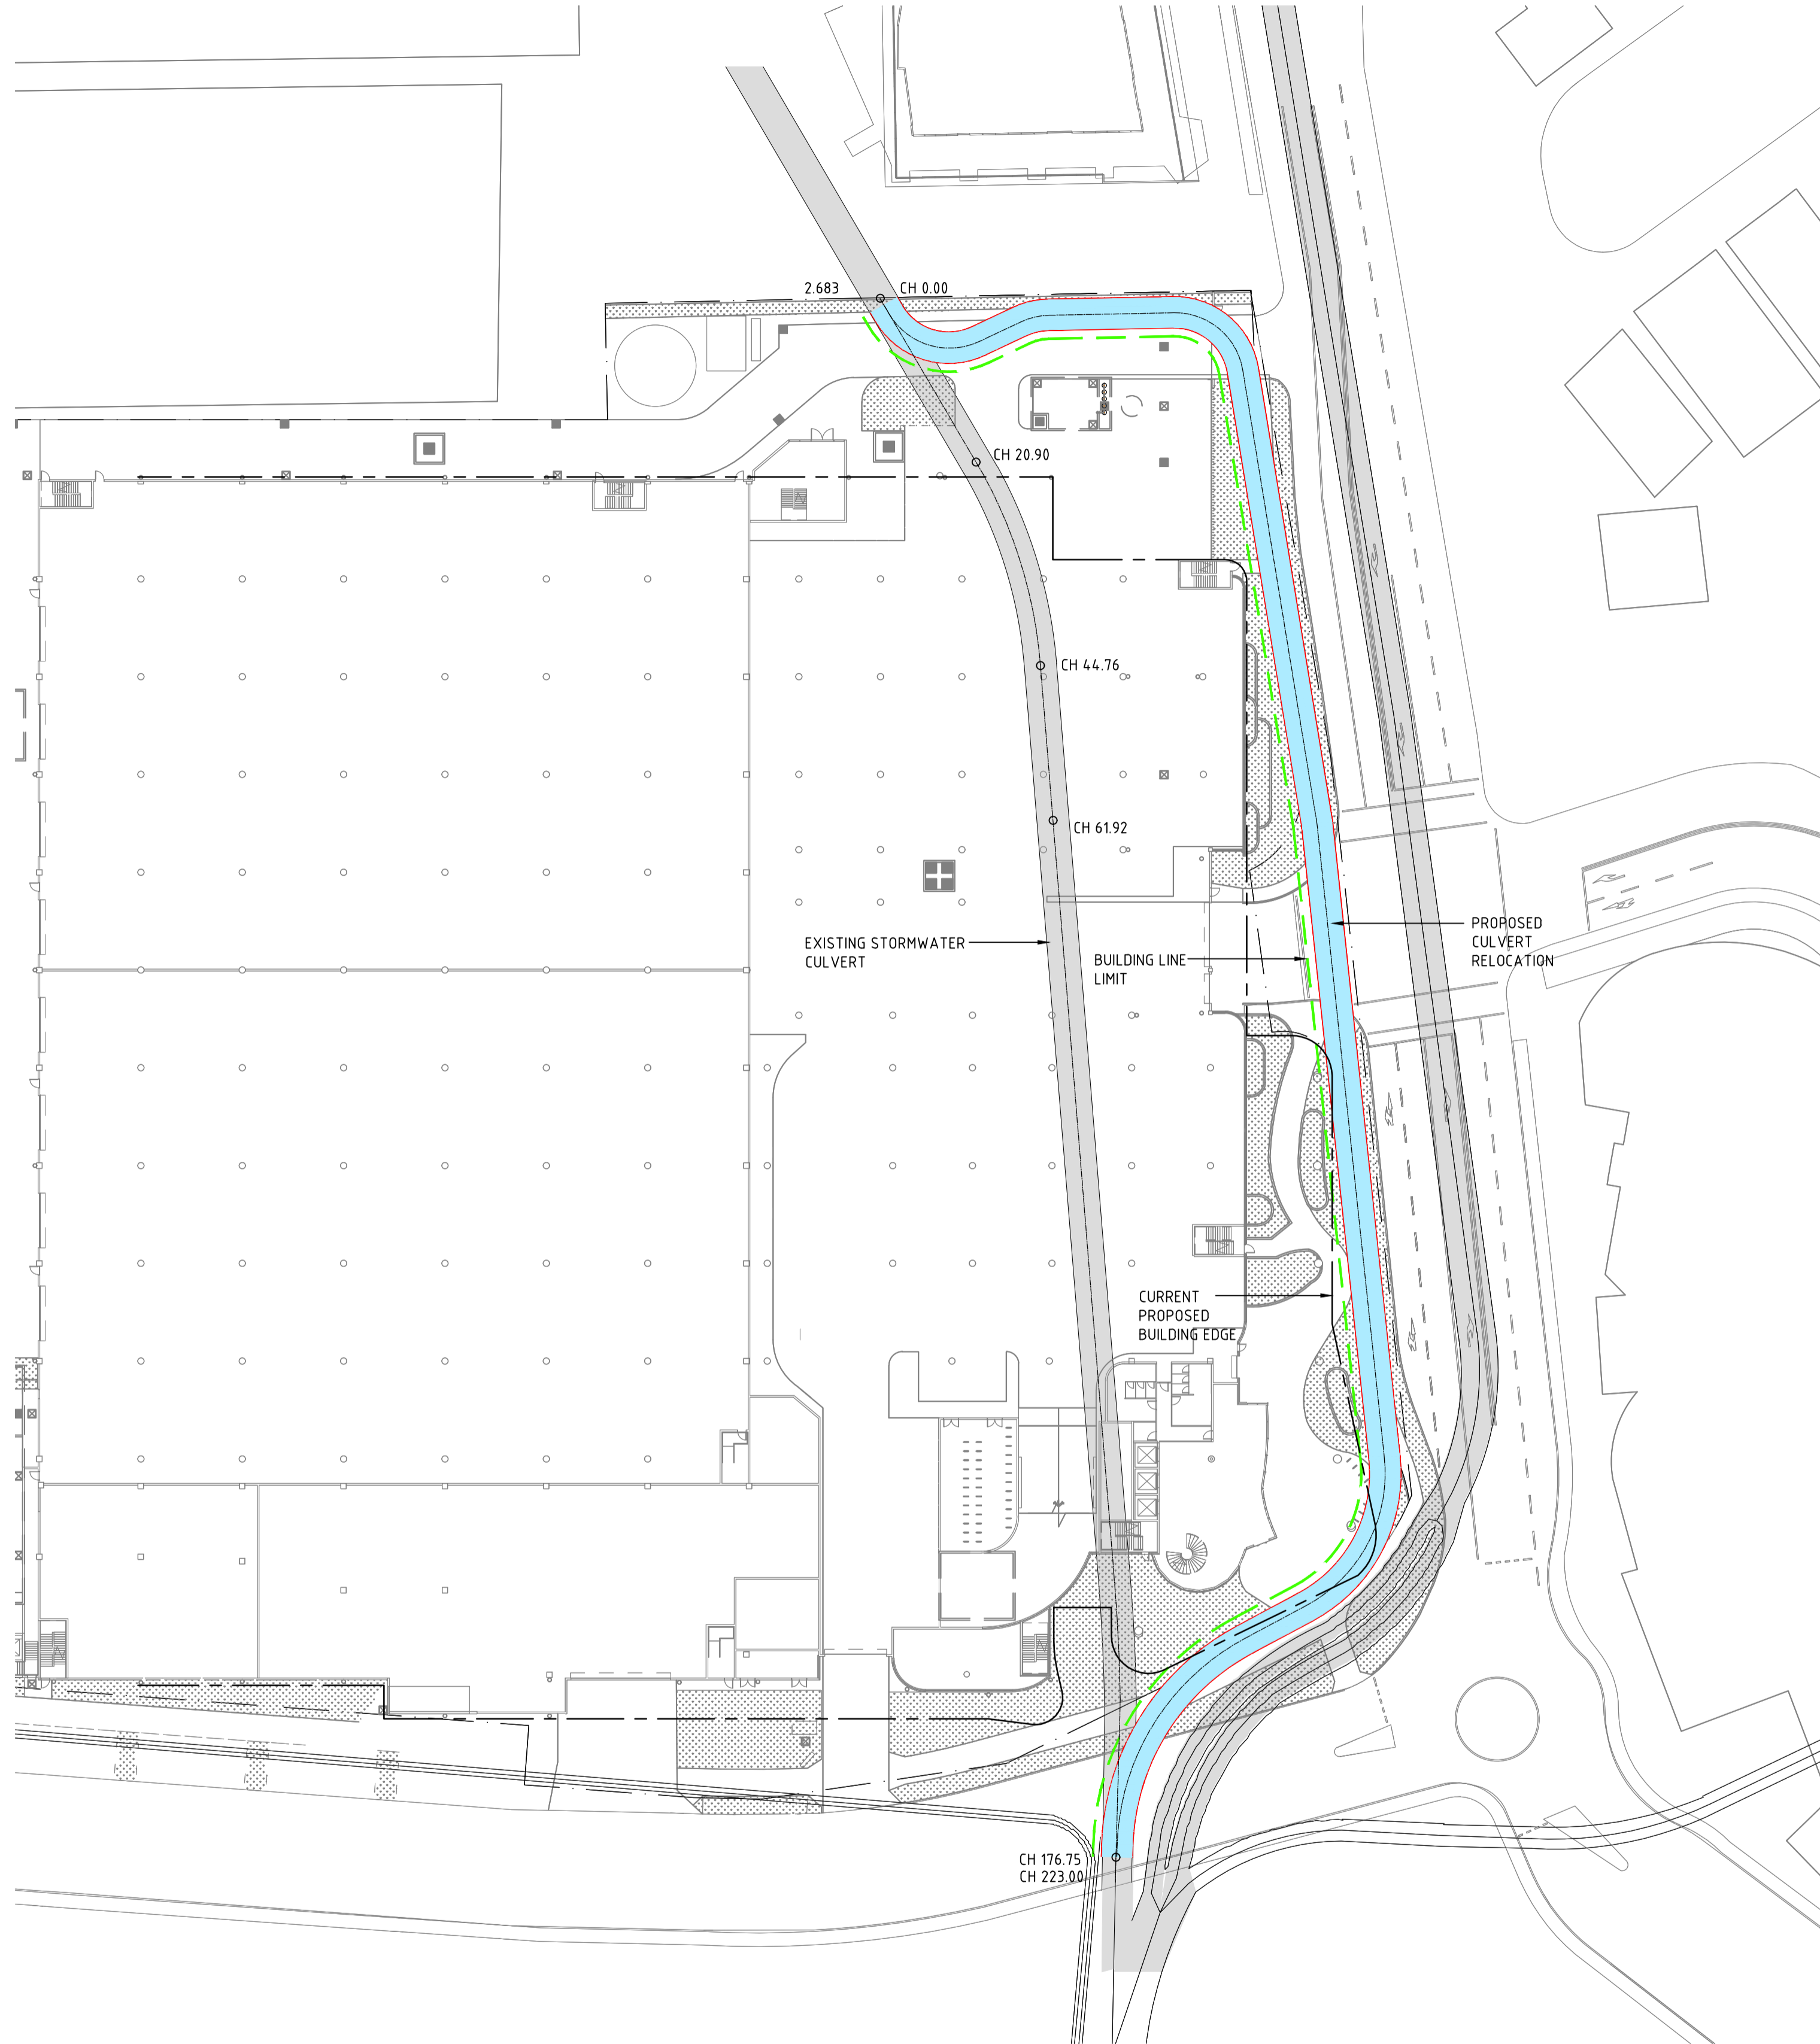 2.683 CH 0.00
CH 20.90
CH 44.76
CH 61.92
EXISTING STORMWATER
CULVERT
BUILDING LINE
LIMIT
PROPOSED
CULVERT
RELOCATION
CURRENT
PROPOSED
BUILDING EDGE
CH 176.75
CH 223.00